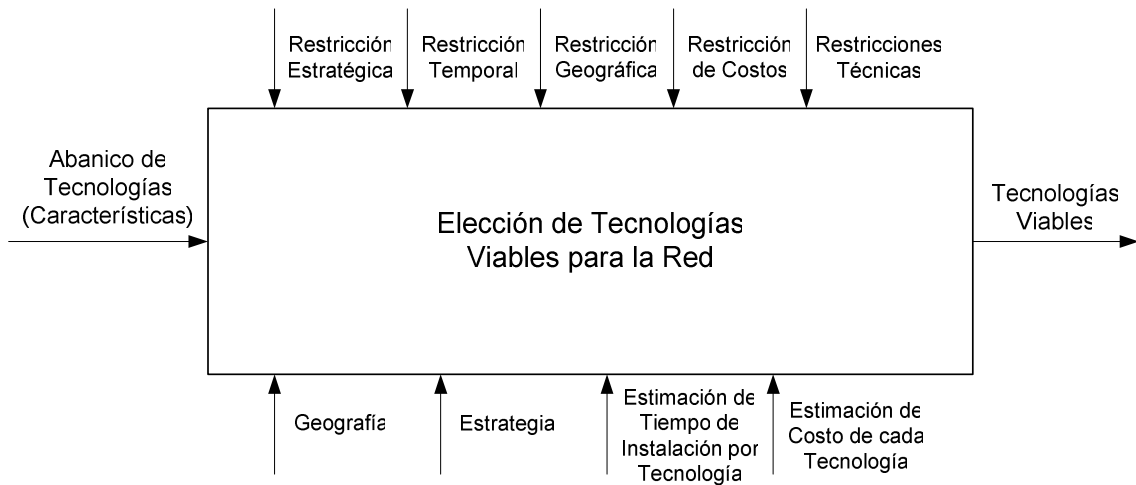 Restricción
Estratégica
Restricción
Temporal
Restricción
Geográfica
Restricción
de Costos
Restricciones
Técnicas
Abanico de
Tecnologías
(Características)
Elección de Tecnologías
Viables para la Red
Tecnologías
Viables
Geografía
Estrategia
Estimación de
Tiempo de
Instalación por
Tecnología
Estimación de
Costo de cada
Tecnología